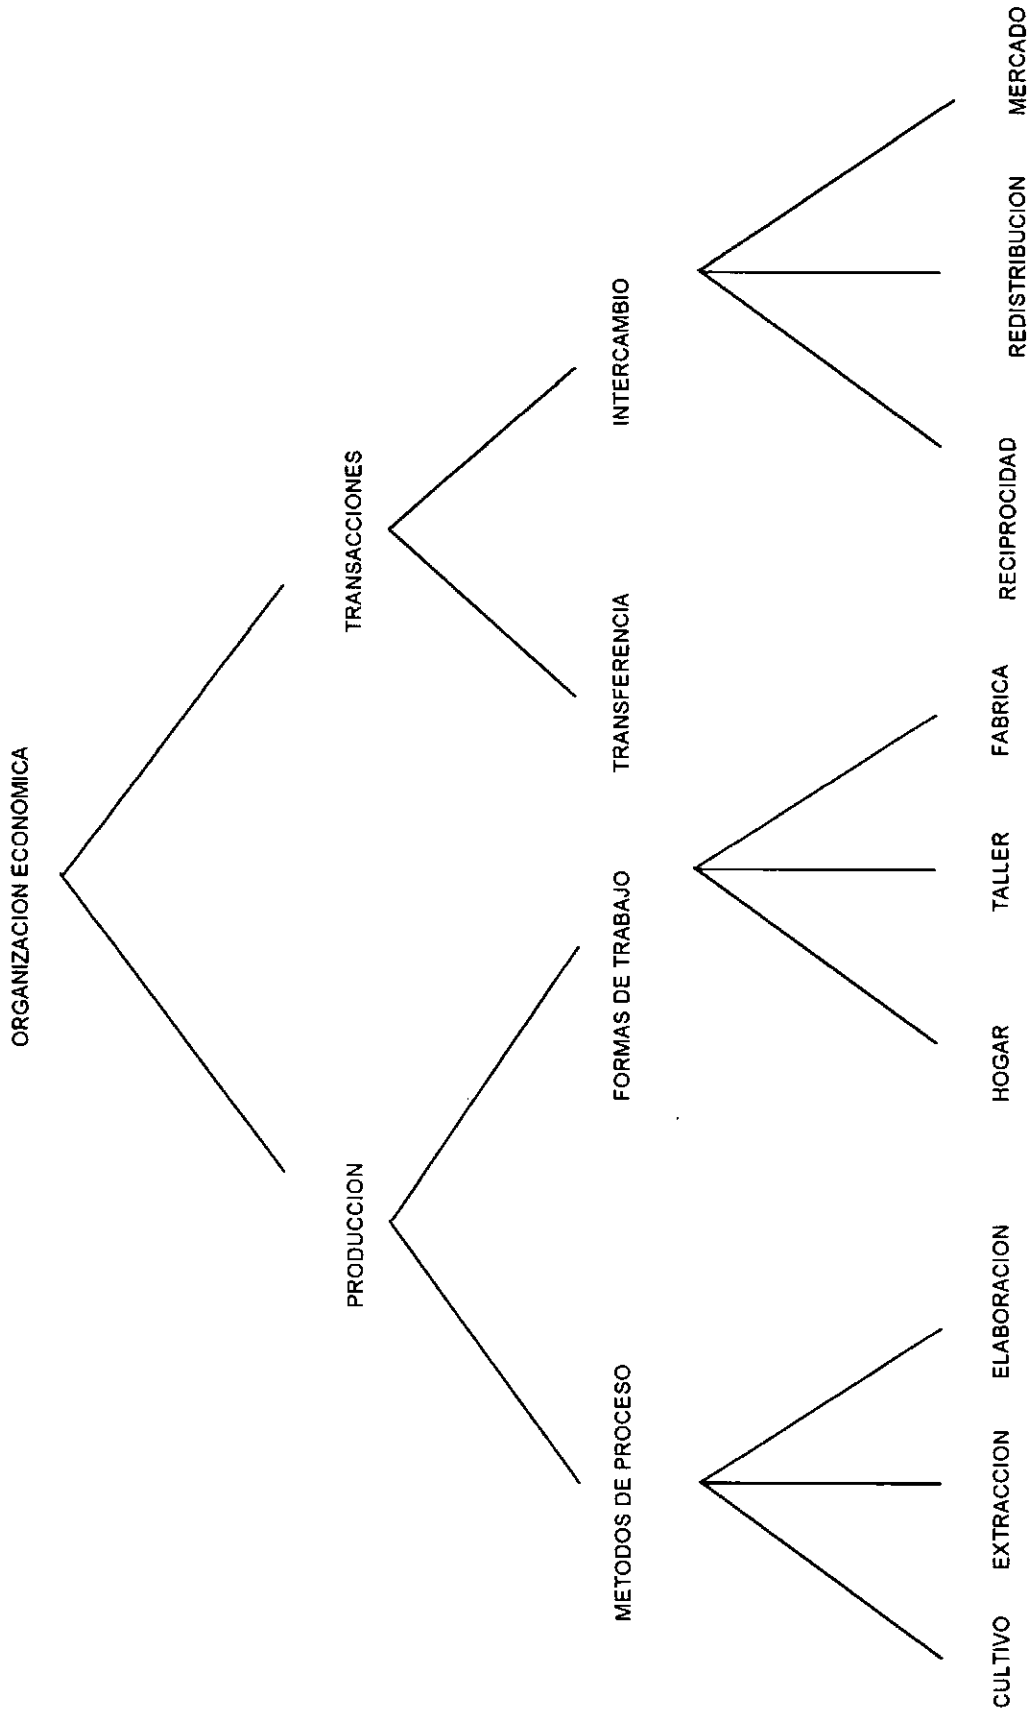 ORGANIZACION ECONOMICA
PRODUCCION
TRANSACCIONES
METODOS DE PROCESO
FORMAS DE TRABAJO
TRANSFERENCIA
INTERCAMBIO
CULTIVO
EXTRACCION
ELABORACION
HOGAR
TALLER
FABRICA
RECIPROCIDAD
REDISTRIBUCION
MERCADO